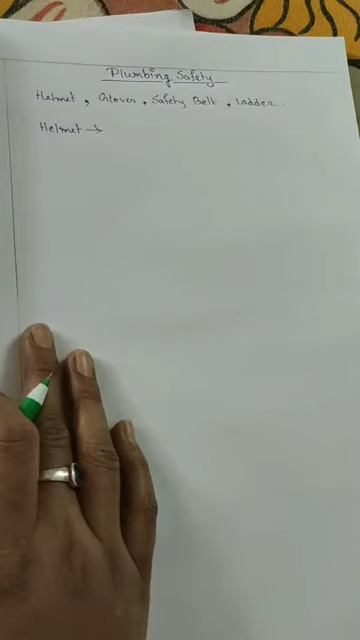 Plumbing Safety
Helmet, Gloves, Safety Belt, Ladder.
Helmet →